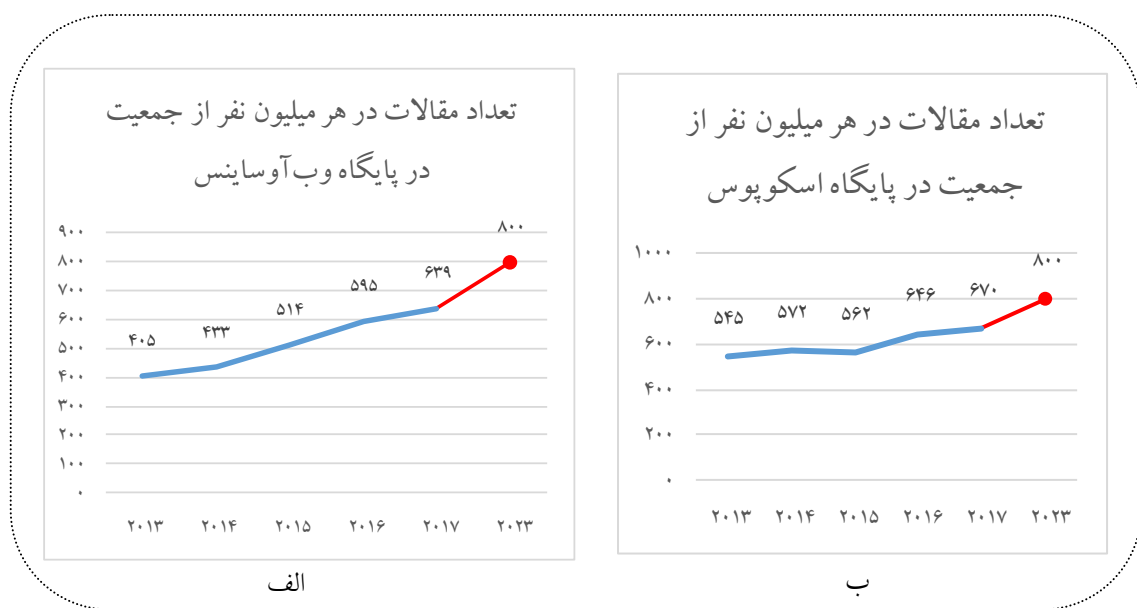 تعداد مقالات در هر میلیون نفر از
جمعیت در پایگاه اسکوپوس
۱۰۰۰
۸۰۰
۶۰۰
۴۰۰
۲۰۰
۰
۵۴۵ ۵۷۲ ۵۶۲ ۶۴۶ ۶۷۰ ۸۰۰
۲۰۱۳ ۲۰۱۴ ۲۰۱۵ ۲۰۱۶ ۲۰۱۷ ۲۰۲۳
ب
تعداد مقالات در هر میلیون نفر از جمعیت
در پایگاه وب‌آوساینس
۹۰۰
۸۰۰
۷۰۰
۶۰۰
۵۰۰
۴۰۰
۳۰۰
۲۰۰
۱۰۰
۰
۴۰۵ ۴۳۳ ۵۱۴ ۵۹۵ ۶۳۹ ۸۰۰
۲۰۱۳ ۲۰۱۴ ۲۰۱۵ ۲۰۱۶ ۲۰۱۷ ۲۰۲۳
الف